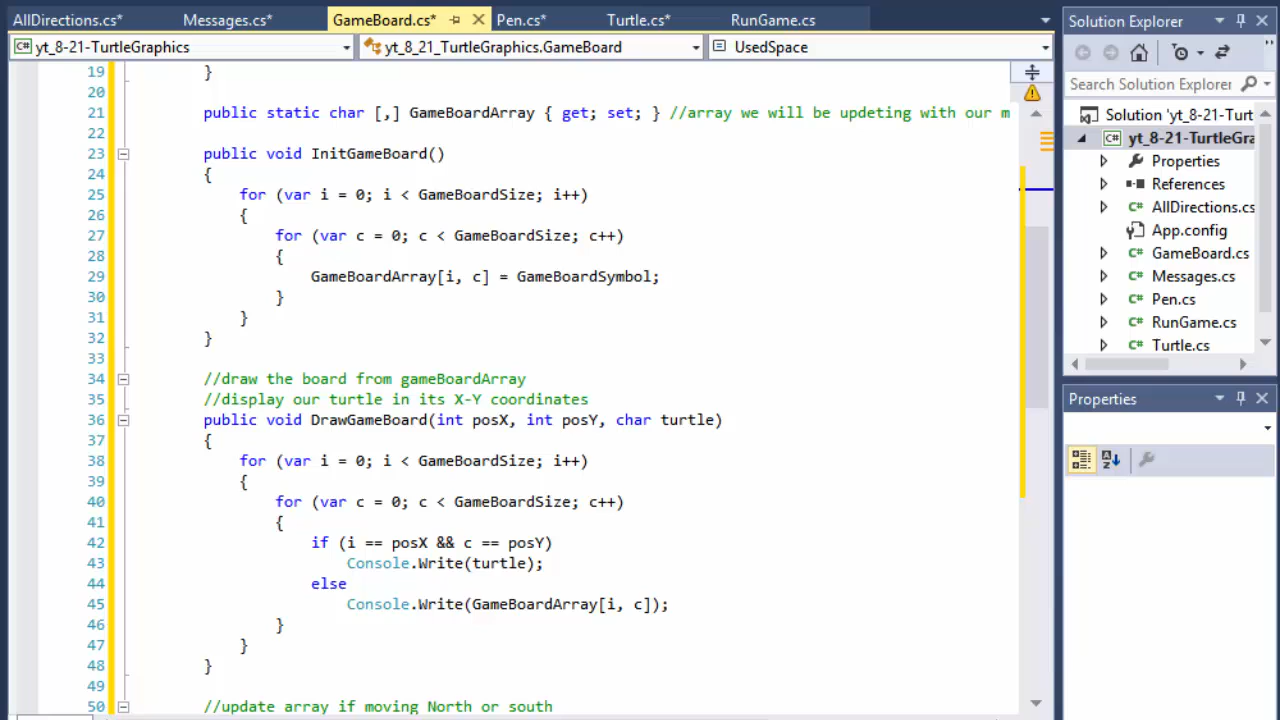 AllDirections.cs* Messages.cs* GameBoard.cs* Pen.cs* Turtle.cs* RunGame.cs
yt_8-21-TurtleGraphics yt_8_21_TurtleGraphics.GameBoard UsedSpace
19 }
20
21 public static char [,] GameBoardArray { get; set; } //array we will be updeting with our m
22
23 public void InitGameBoard()
24 {
25 for (var i = 0; i < GameBoardSize; i++)
26 {
27 for (var c = 0; c < GameBoardSize; c++)
28 {
29 GameBoardArray[i, c] = GameBoardSymbol;
30 }
31 }
32 }
33
34 //draw the board from gameBoardArray
35 //display our turtle in its X-Y coordinates
36 public void DrawGameBoard(int posX, int posY, char turtle)
37 {
38 for (var i = 0; i < GameBoardSize; i++)
39 {
40 for (var c = 0; c < GameBoardSize; c++)
41 {
42 if (i == posX && c == posY)
43 Console.Write(turtle);
44 else
45 Console.Write(GameBoardArray[i, c]);
46 }
47 }
48 }
49
50 //update array if moving North or south
Solution Explorer
Search Solution Explorer
Solution 'yt_8-21-Turt
C# yt_8-21-TurtleGra
Properties
References
C# AllDirections.cs
App.config
C# GameBoard.cs
C# Messages.cs
C# Pen.cs
C# RunGame.cs
C# Turtle.cs
Properties